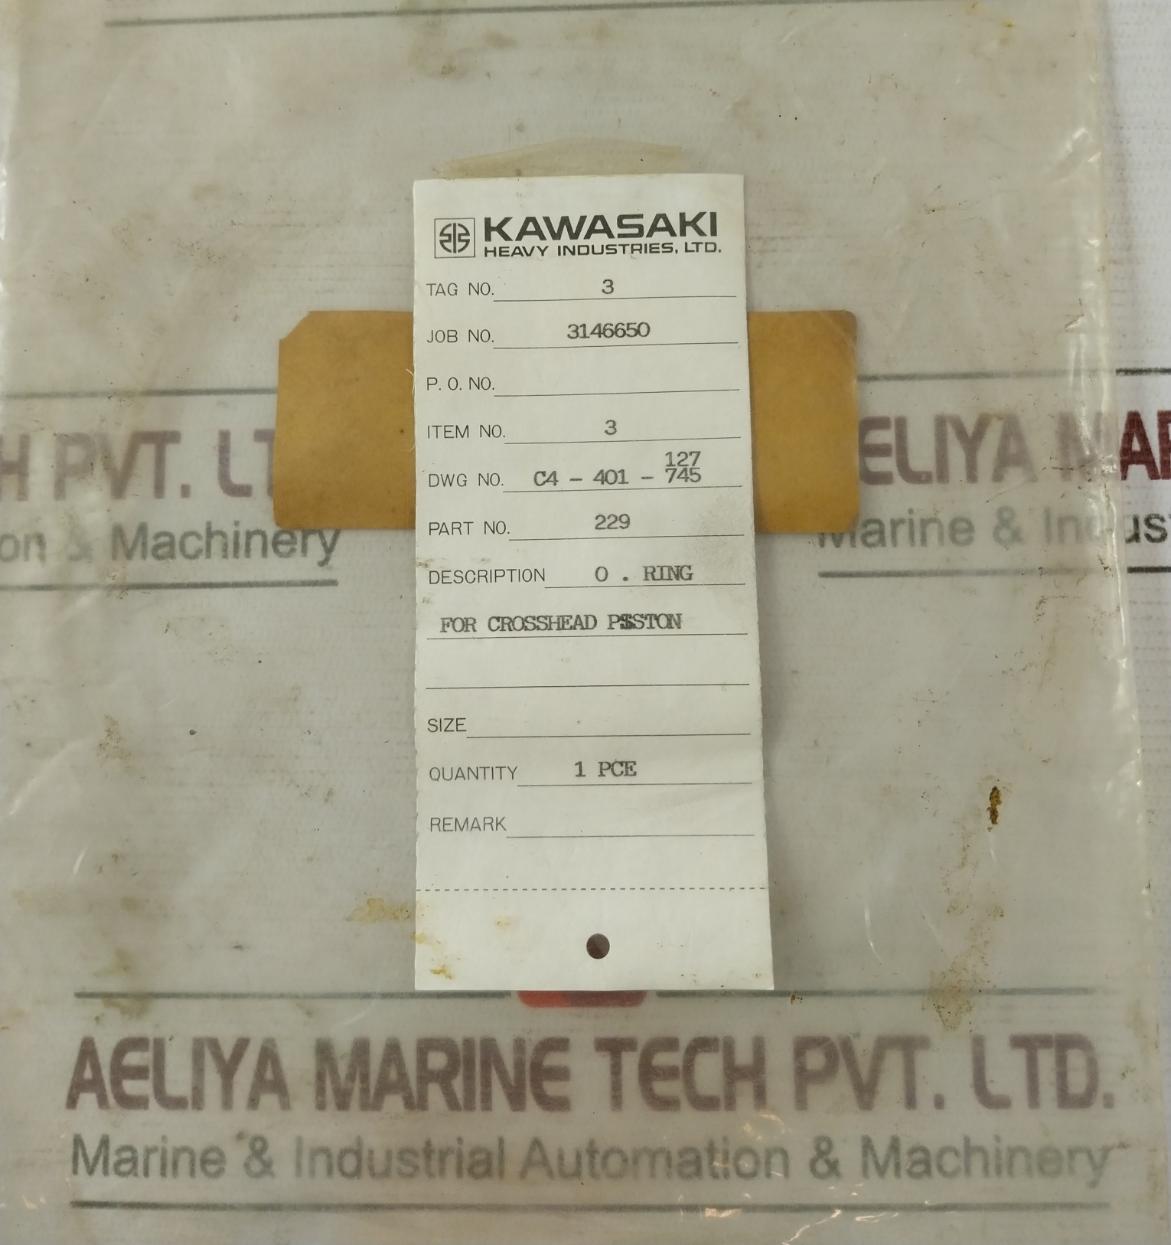 KAWASAKI
HEAVY INDUSTRIES, LTD.
TAG NO. 3
JOB NO. 3146650
P. O. NO.
ITEM NO. 3
127
DWG NO. C4 - 401 - 745
PART NO. 229
DESCRIPTION O . RING
FOR CROSSHEAD PISTON
SIZE
QUANTITY 1 PCE
REMARK
H PVT. LT
on & Machinery
ELIYA MAR
Marine & Indus
AELIYA MARINE TECH PVT. LTD.
Marine & Industrial Automation & Machinery